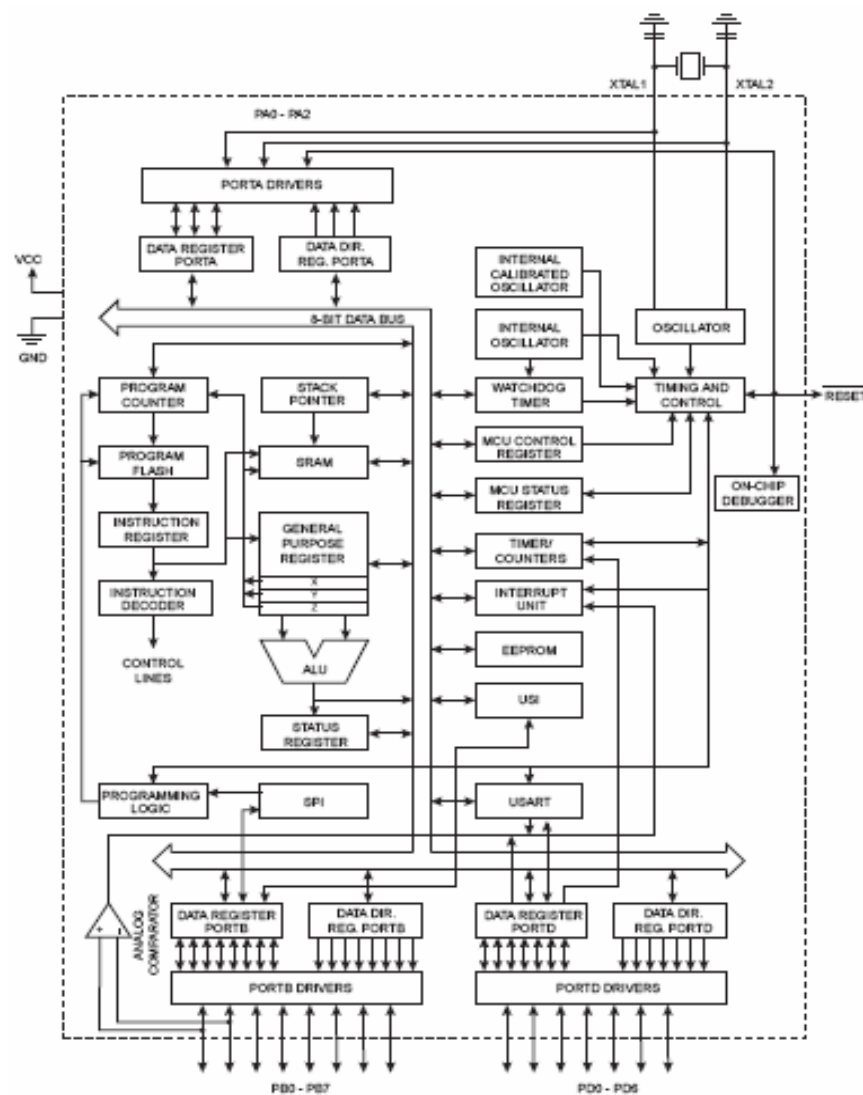 XTAL1
XTAL2
PA0 - PA2
PORTA DRIVERS
DATA REGISTER
PORTA
DATA DIR.
REG. PORTA
VCC
GND
8-BIT DATA BUS
INTERNAL
CALIBRATED
OSCILLATOR
INTERNAL
OSCILLATOR
OSCILLATOR
PROGRAM
COUNTER
STACK
POINTER
WATCHDOG
TIMER
TIMING AND
CONTROL
RESET
PROGRAM
FLASH
SRAM
MCU CONTROL
REGISTER
MCU STATUS
REGISTER
ON-CHIP
DEBUGGER
INSTRUCTION
REGISTER
GENERAL
PURPOSE
REGISTER
X
Y
Z
TIMER/
COUNTERS
INSTRUCTION
DECODER
INTERRUPT
UNIT
CONTROL
LINES
ALU
EEPROM
USI
STATUS
REGISTER
PROGRAMMING
LOGIC
SPI
USART
ANALOG
COMPARATOR
+
-
DATA REGISTER
PORTB
DATA DIR.
REG. PORTB
DATA REGISTER
PORTD
DATA DIR.
REG. PORTD
PORTB DRIVERS
PORTD DRIVERS
PB0 - PB7
PD0 - PD6